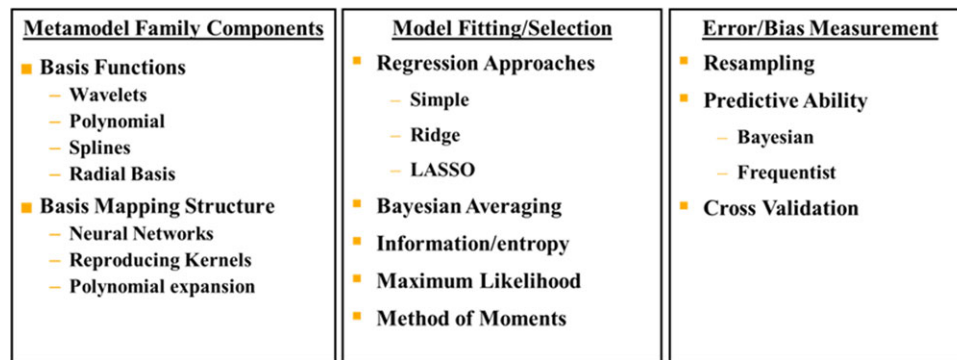 Metamodel Family Components
Basis Functions
– Wavelets
– Polynomial
– Splines
– Radial Basis
Basis Mapping Structure
– Neural Networks
– Reproducing Kernels
– Polynomial expansion
Model Fitting/Selection
Regression Approaches
– Simple
– Ridge
– LASSO
Bayesian Averaging
Information/entropy
Maximum Likelihood
Method of Moments
Error/Bias Measurement
Resampling
Predictive Ability
– Bayesian
– Frequentist
Cross Validation